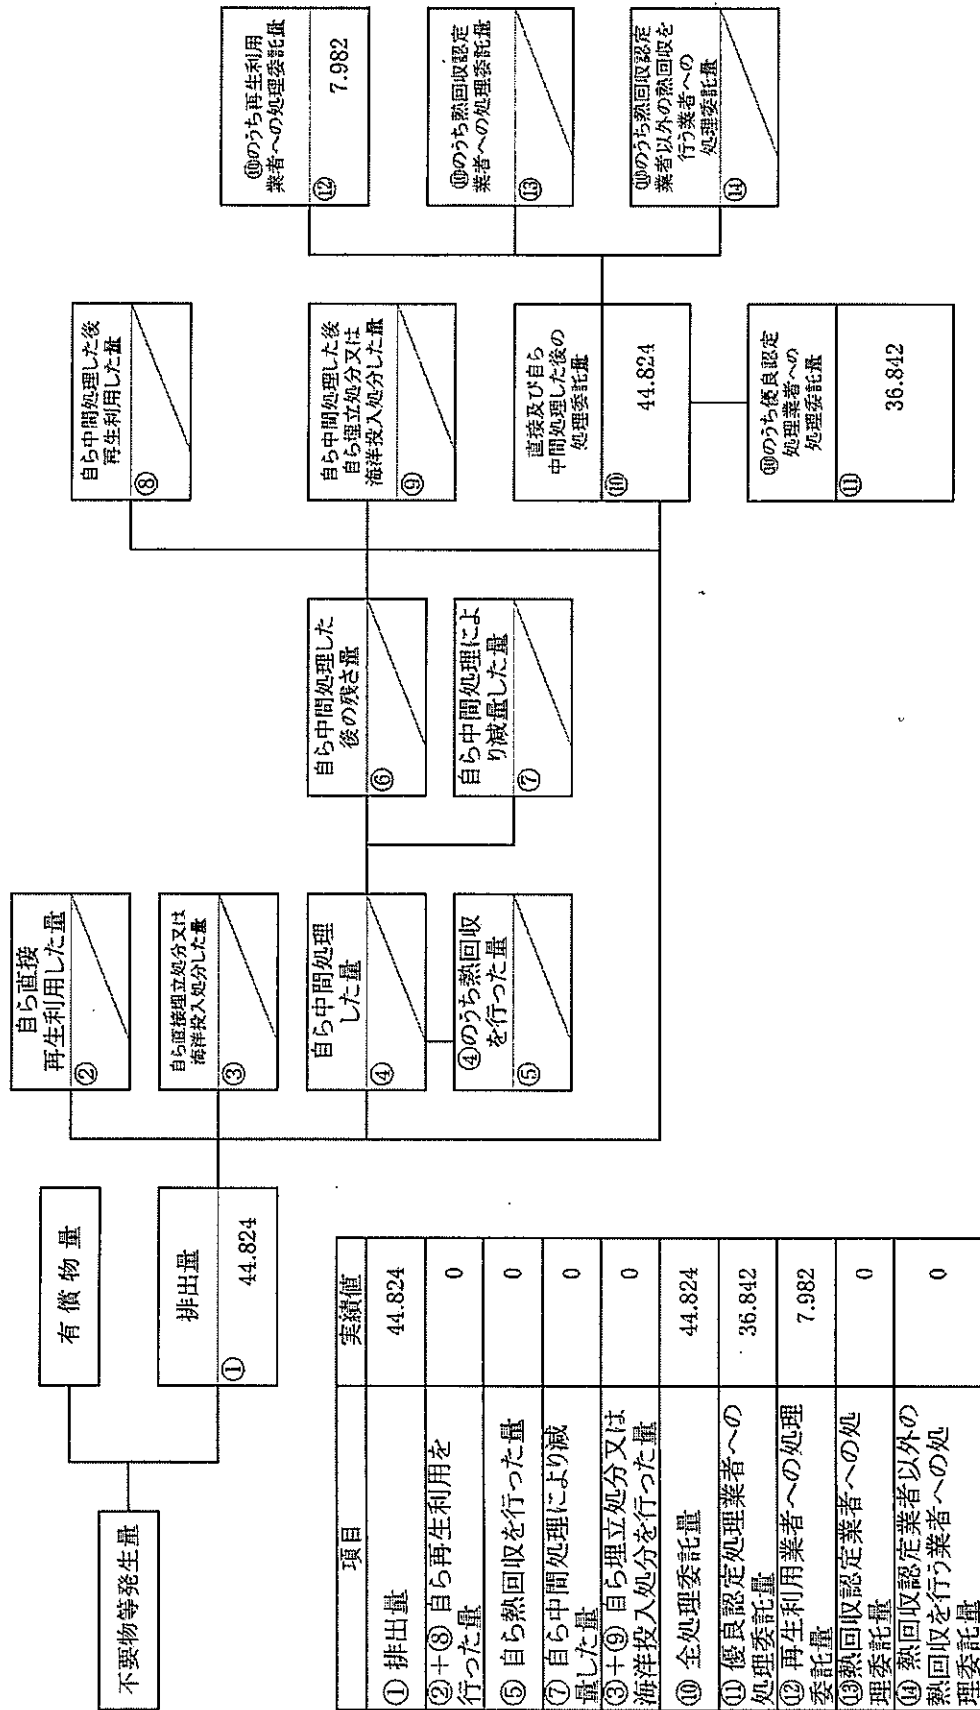 不要物等発生量
有償物量
排出量
①
44.824
自ら直接
再生利用した量
②
自ら直接埋立処分又は
海洋投入処分した量
③
自ら中間処理
した量
④
④のうち熱回収
を行った量
⑤
自ら中間処理した
後の残さ量
⑥
自ら中間処理によ
り減量した量
⑦
自ら中間処理した後
再生利用した量
⑧
自ら中間処理した後
自ら埋立処分又は
海洋投入処分した量
⑨
直接及び自ら
中間処理した後の
処理委託量
⑩
44.824
⑩のうち優良認定
処理業者への
処理委託量
⑪
36.842
⑩のうち再生利用
業者への処理委託量
⑫
7.982
⑩のうち熱回収認定
業者への処理委託量
⑬
⑩のうち熱回収認定
業者以外の熱回収を
行う業者への
処理委託量
⑭
項目 実績値
① 排出量 44.824
②+⑧ 自ら再生利用を
行った量 0
⑤ 自ら熱回収を行った量 0
⑦ 自ら中間処理により減
量した量 0
③+⑨ 自ら埋立処分又は
海洋投入処分を行った量 0
⑩ 全処理委託量 44.824
⑪ 優良認定処理業者への
処理委託量 36.842
⑫ 再生利用業者への処理
委託量 7.982
⑬熱回収認定業者への処
理委託量 0
⑭ 熱回収認定業者以外の
熱回収を行う業者への処
理委託量 0